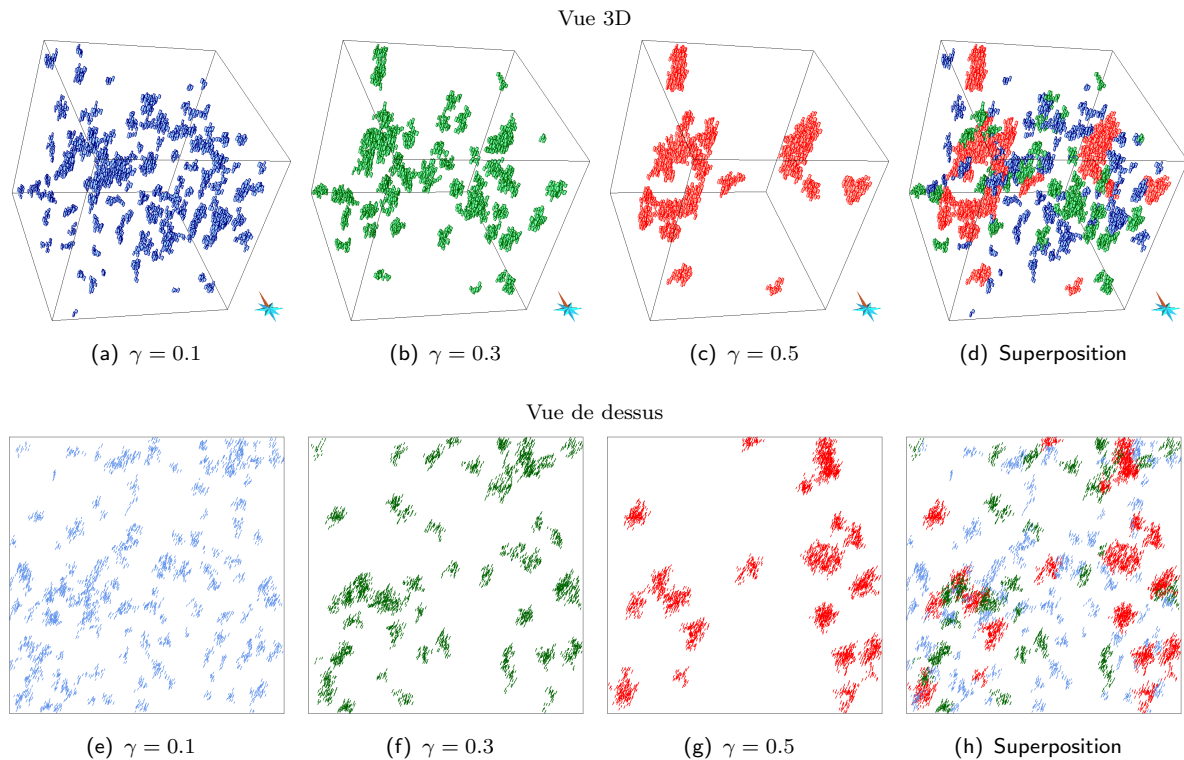 Vue 3D
(a) γ = 0.1
(b) γ = 0.3
(c) γ = 0.5
(d) Superposition
Vue de dessus
(e) γ = 0.1
(f) γ = 0.3
(g) γ = 0.5
(h) Superposition